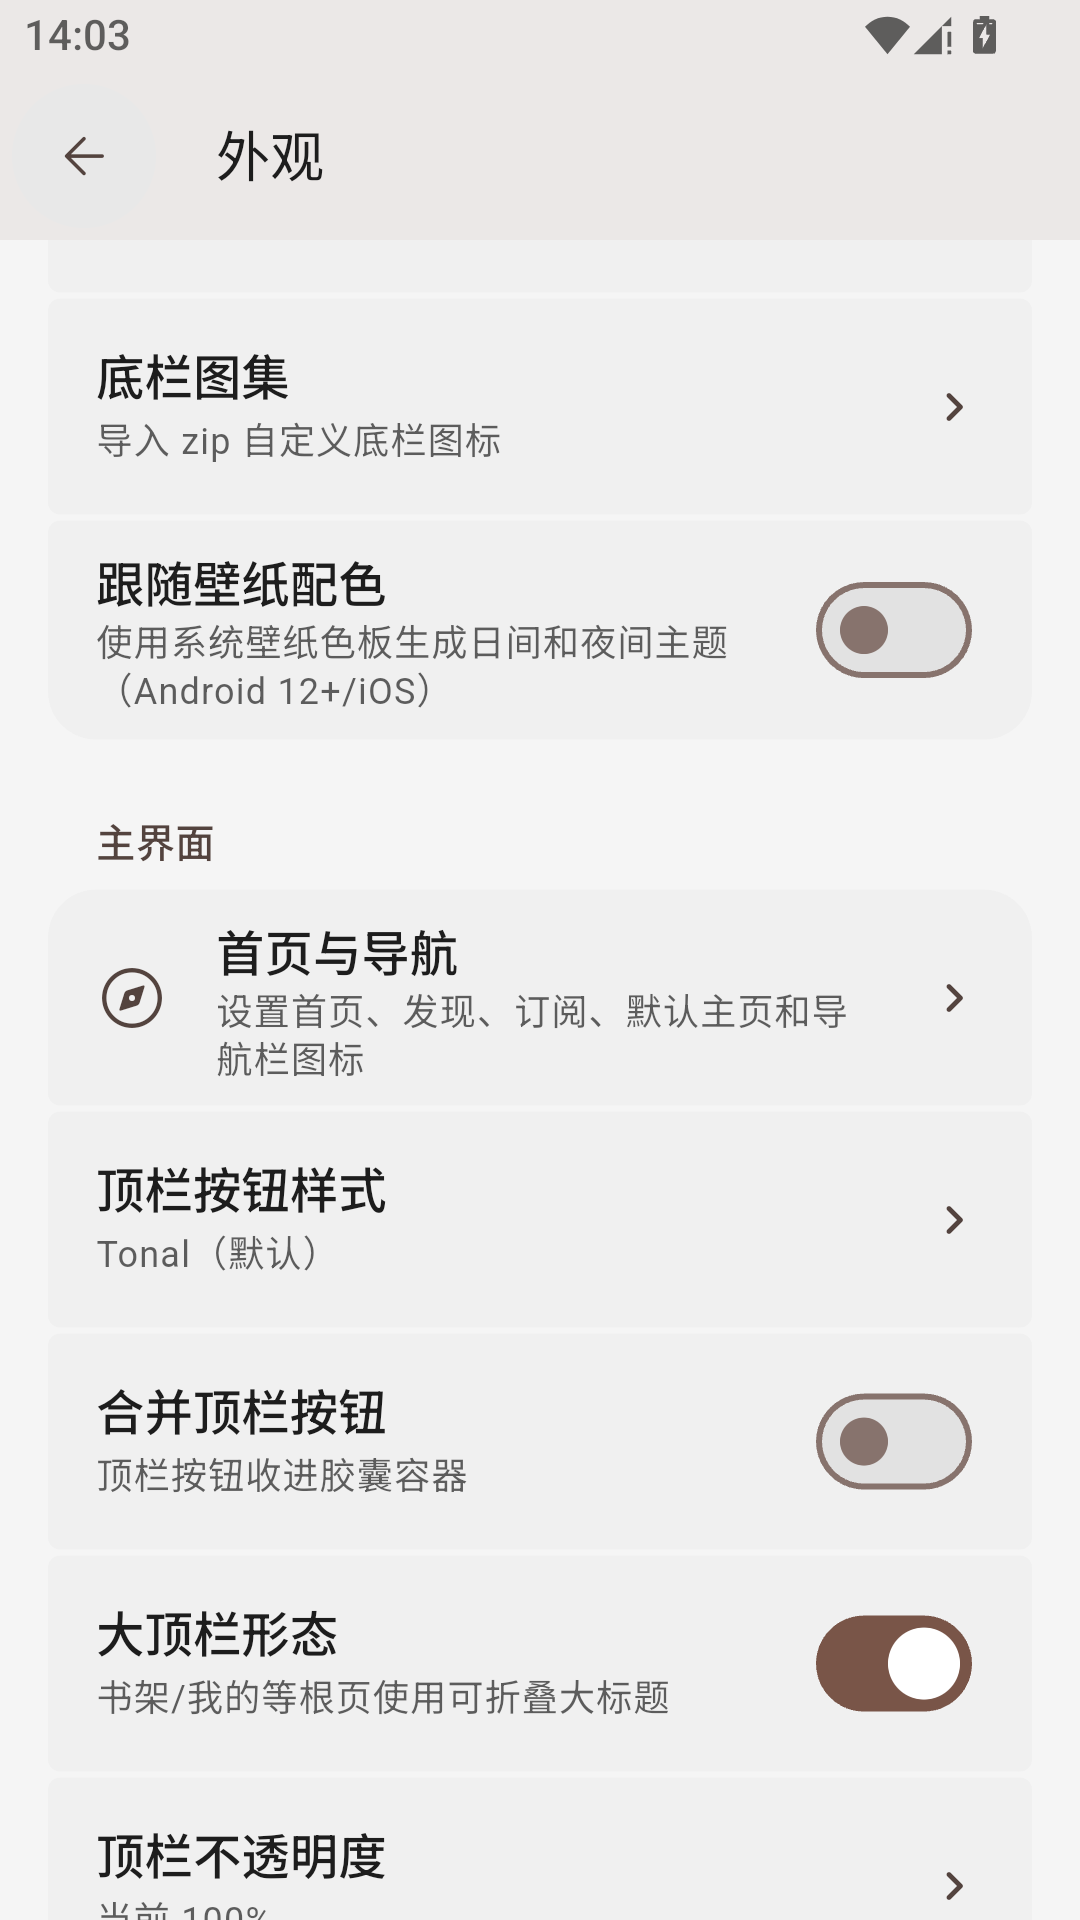 14:03
外观
底栏图集
导入 zip 自定义底栏图标
跟随壁纸配色
使用系统壁纸色板生成日间和夜间主题
（Android 12+/iOS）
主界面
首页与导航
设置首页、发现、订阅、默认主页和导
航栏图标
顶栏按钮样式
Tonal（默认）
合并顶栏按钮
顶栏按钮收进胶囊容器
大顶栏形态
书架/我的等根页使用可折叠大标题
顶栏不透明度
当前 100%